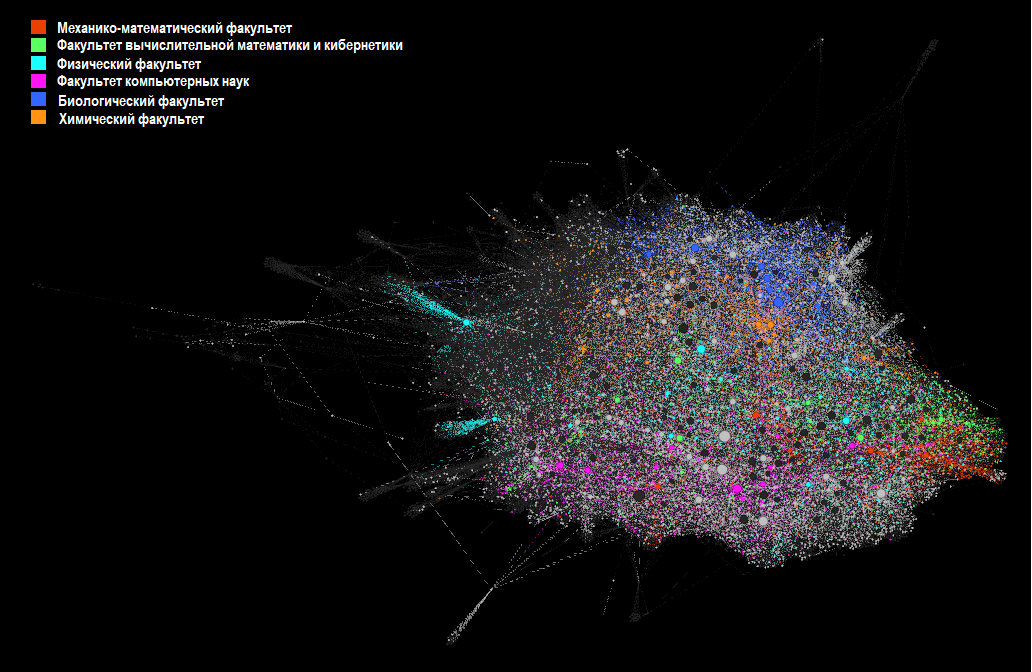 Механико-математический факультет
Факультет вычислительной математики и кибернетики
Физический факультет
Факультет компьютерных наук
Биологический факультет
Химический факультет